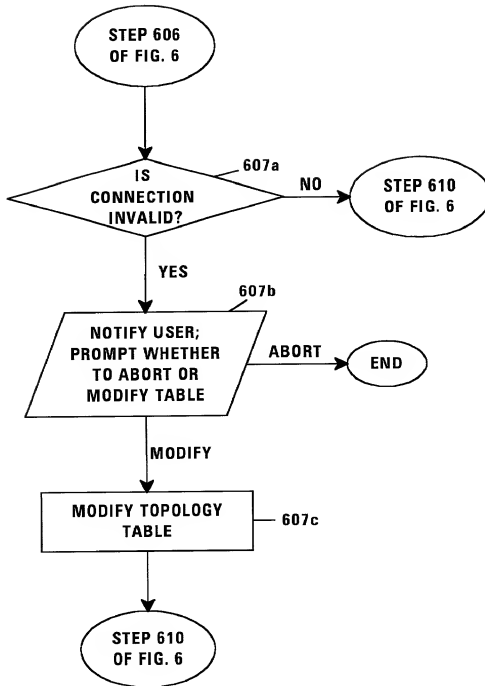 STEP 606
OF FIG. 6
607a
IS
CONNECTION
INVALID?
NO
STEP 610
OF FIG. 6
YES
607b
NOTIFY USER;
PROMPT WHETHER
TO ABORT OR
MODIFY TABLE
ABORT
END
MODIFY
MODIFY TOPOLOGY
TABLE
607c
STEP 610
OF FIG. 6